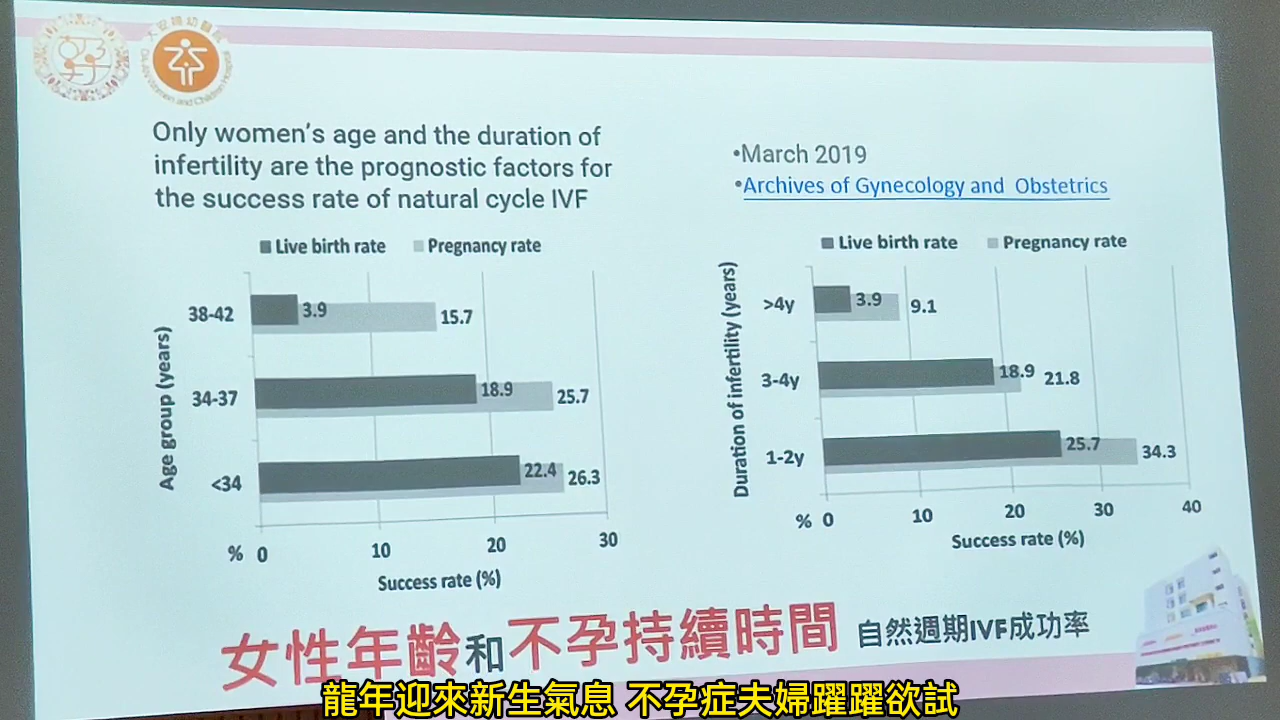 大安婦幼醫院
Only women's age and the duration of
infertility are the prognostic factors for
the success rate of natural cycle IVF
•March 2019
•Archives of Gynecology and Obstetrics
Live birth rate Pregnancy rate
Age group (years)
38-42 3.9 15.7
34-37 18.9 25.7
<34 22.4 26.3
% 0 10 20 30
Success rate (%)
Live birth rate Pregnancy rate
Duration of infertility (years)
>4y 3.9 9.1
3-4y 18.9 21.8
1-2y 25.7 34.3
% 0 10 20 30 40
Success rate (%)
女性年齡和不孕持續時間 自然週期IVF成功率
龍年迎來新生氣息 不孕症夫婦躍躍欲試